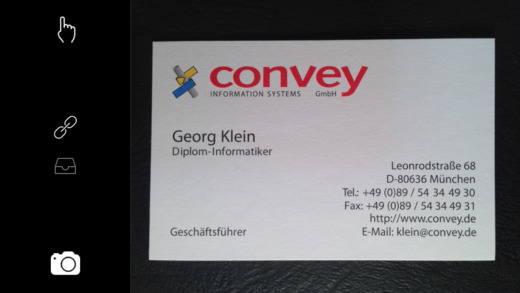 convey
INFORMATION SYSTEMS GmbH
Georg Klein
Diplom-Informatiker
Leonrodstraße 68
D-80636 München
Tel.: +49 (0)89 / 54 34 49 30
Fax: +49 (0)89 / 54 34 49 31
http://www.convey.de
Geschäftsführer
E-Mail: klein@convey.de